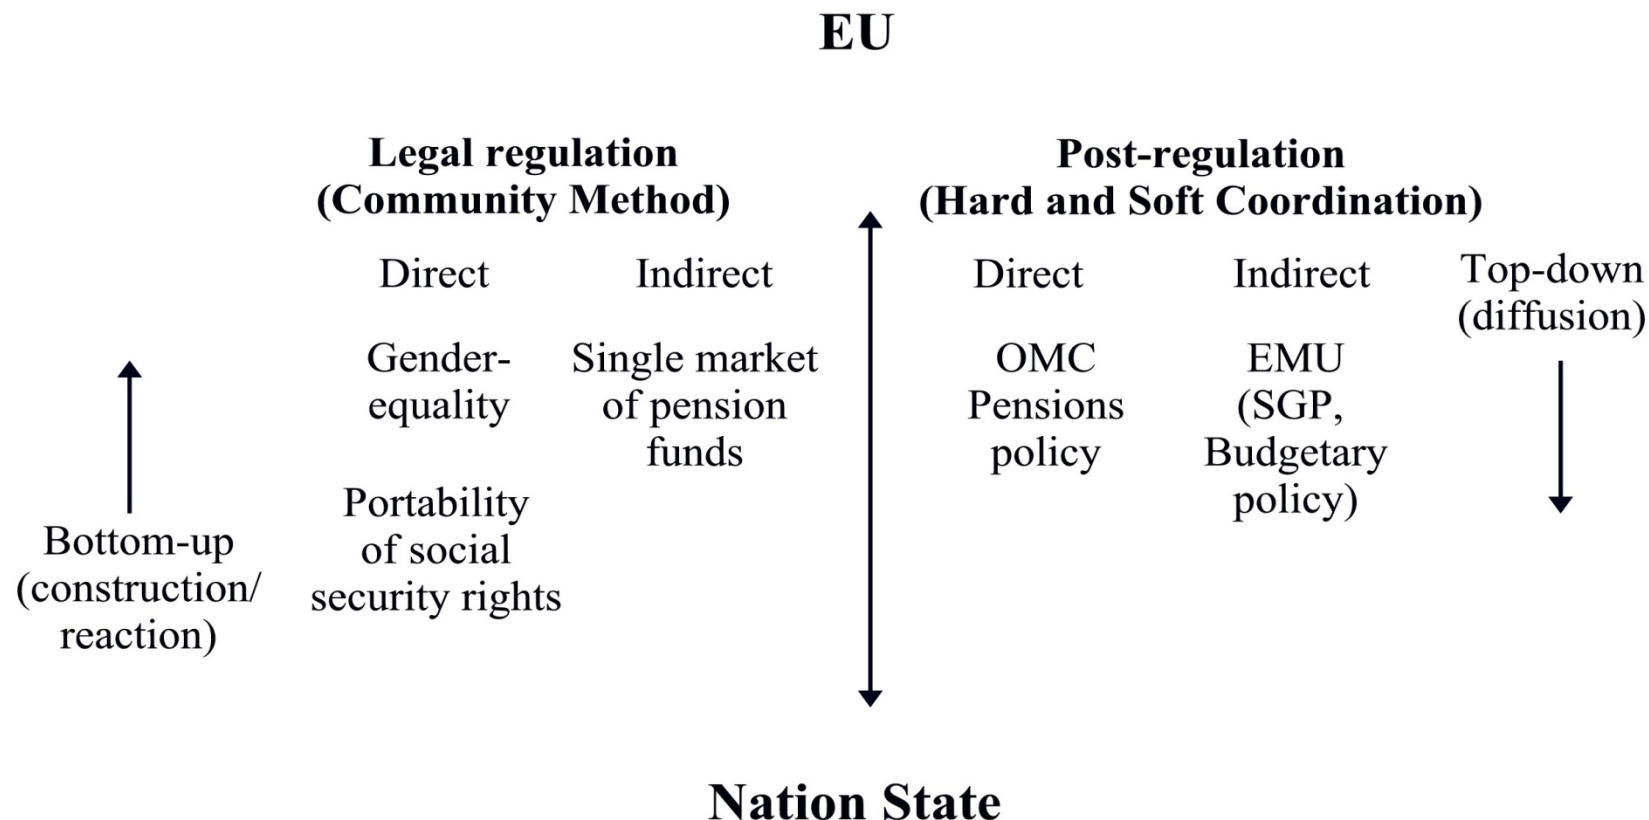 EU
Legal regulation
(Community Method)
Post-regulation
(Hard and Soft Coordination)
Direct
Indirect
Direct
Indirect
Top-down
(diffusion)
Gender-
equality
Single market
of pension
funds
OMC
Pensions
policy
EMU
(SGP,
Budgetary
policy)
Portability
of social
security rights
Bottom-up
(construction/
reaction)
Nation State